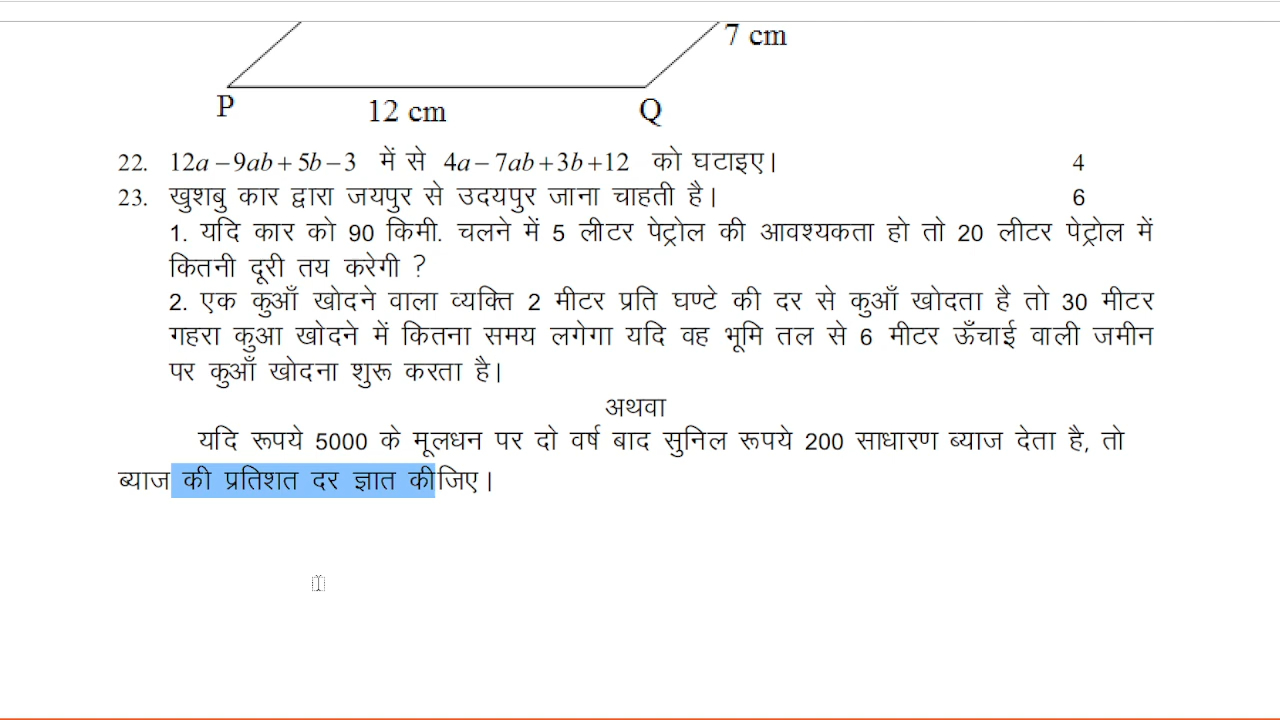 7 cm
P
12 cm
Q
22. 12a – 9ab + 5b – 3 में से 4a – 7ab + 3b + 12 को घटाइए। 4
23. खुशबु कार द्वारा जयपुर से उदयपुर जाना चाहती है। 6
1. यदि कार को 90 किमी. चलने में 5 लीटर पेट्रोल की आवश्यकता हो तो 20 लीटर पेट्रोल में
कितनी दूरी तय करेगी ?
2. एक कुआँ खोदने वाला व्यक्ति 2 मीटर प्रति घण्टे की दर से कुआँ खोदता है तो 30 मीटर
गहरा कुआ खोदने में कितना समय लगेगा यदि वह भूमि तल से 6 मीटर ऊँचाई वाली जमीन
पर कुआँ खोदना शुरू करता है।
अथवा
यदि रूपये 5000 के मूलधन पर दो वर्ष बाद सुनिल रूपये 200 साधारण ब्याज देता है, तो
ब्याज की प्रतिशत दर ज्ञात कीजिए।